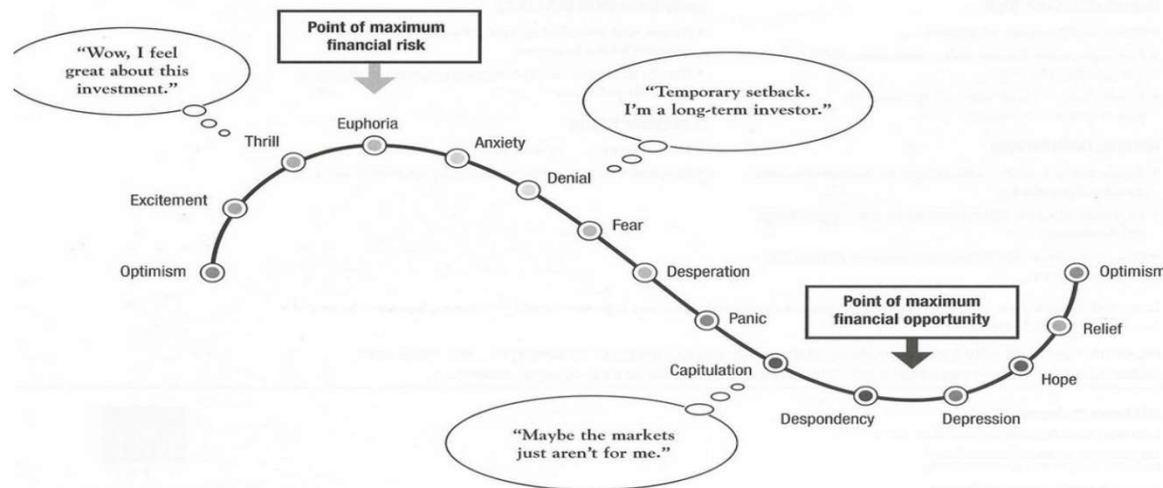 Point of maximum
financial risk
“Wow, I feel
great about this
investment.”
“Temporary setback.
I’m a long-term investor.”
Euphoria
Thrill
Anxiety
Denial
Excitement
Fear
Optimism
Desperation
Optimism
Point of maximum
financial opportunity
Panic
Relief
Capitulation
Hope
Despondency
Depression
“Maybe the markets
just aren’t for me.”